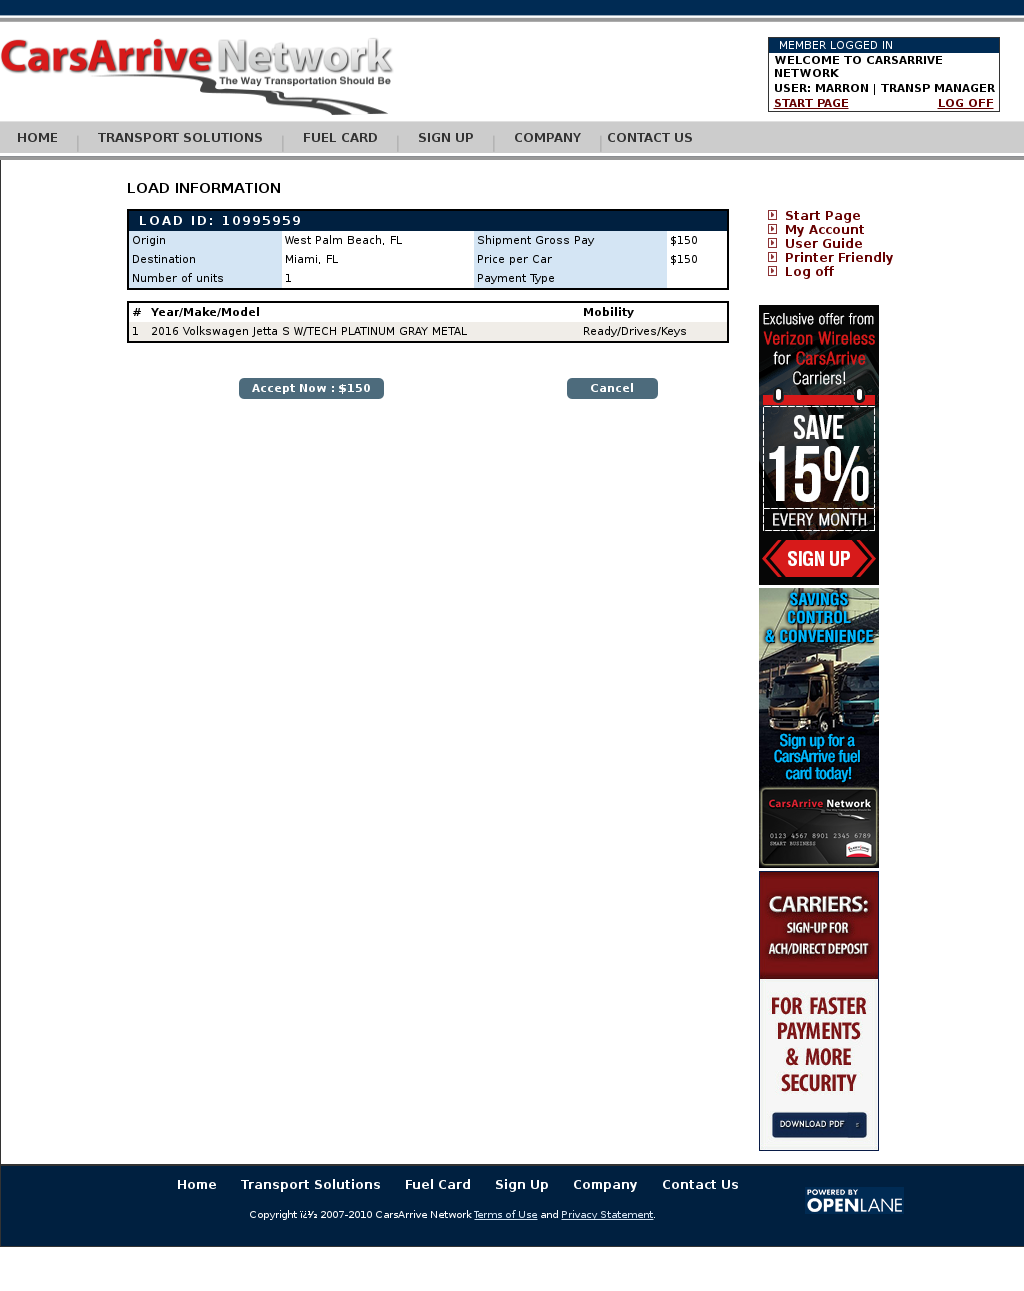 CarsArrive Network
The Way Transportation Should Be
MEMBER LOGGED IN
WELCOME TO CARSARRIVE
NETWORK
USER: MARRON | TRANSP MANAGER
START PAGE LOG OFF
HOME | TRANSPORT SOLUTIONS | FUEL CARD | SIGN UP | COMPANY | CONTACT US
LOAD INFORMATION
LOAD ID: 10995959
Origin West Palm Beach, FL Shipment Gross Pay $150
Destination Miami, FL Price per Car $150
Number of units 1 Payment Type
# Year/Make/Model Mobility
1 2016 Volkswagen Jetta S W/TECH PLATINUM GRAY METAL Ready/Drives/Keys
Accept Now : $150 Cancel
Start Page
My Account
User Guide
Printer Friendly
Log off
Exclusive offer from
Verizon Wireless
for CarsArrive
Carriers!
SAVE
15%
EVERY MONTH
SIGN UP
SAVINGS
CONTROL
& CONVENIENCE
Sign up for a
CarsArrive fuel
card today!
CarsArrive Network
The Way Transportation Should Be
0123 4567 8901 2345 6789
SMART BUSINESS
CARRIERS:
SIGN-UP FOR
ACH/DIRECT DEPOSIT
FOR FASTER
PAYMENTS
& MORE
SECURITY
DOWNLOAD PDF
Home Transport Solutions Fuel Card Sign Up Company Contact Us
Copyright ï¿½ 2007-2010 CarsArrive Network Terms of Use and Privacy Statement.
POWERED BY
OPENLANE